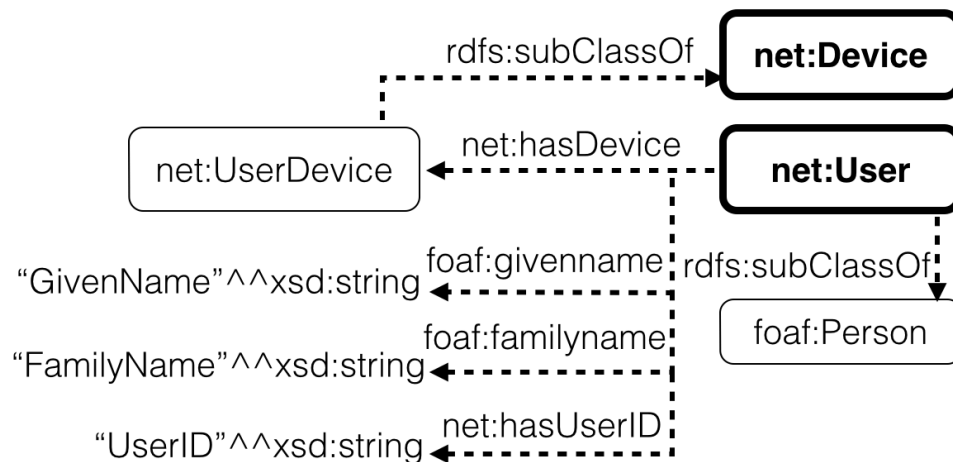 rdfs:subClassOf
net:Device
net:UserDevice
net:hasDevice
net:User
“GivenName”^^xsd:string
foaf:givenname
rdfs:subClassOf
“FamilyName”^^xsd:string
foaf:familyname
foaf:Person
“UserID”^^xsd:string
net:hasUserID